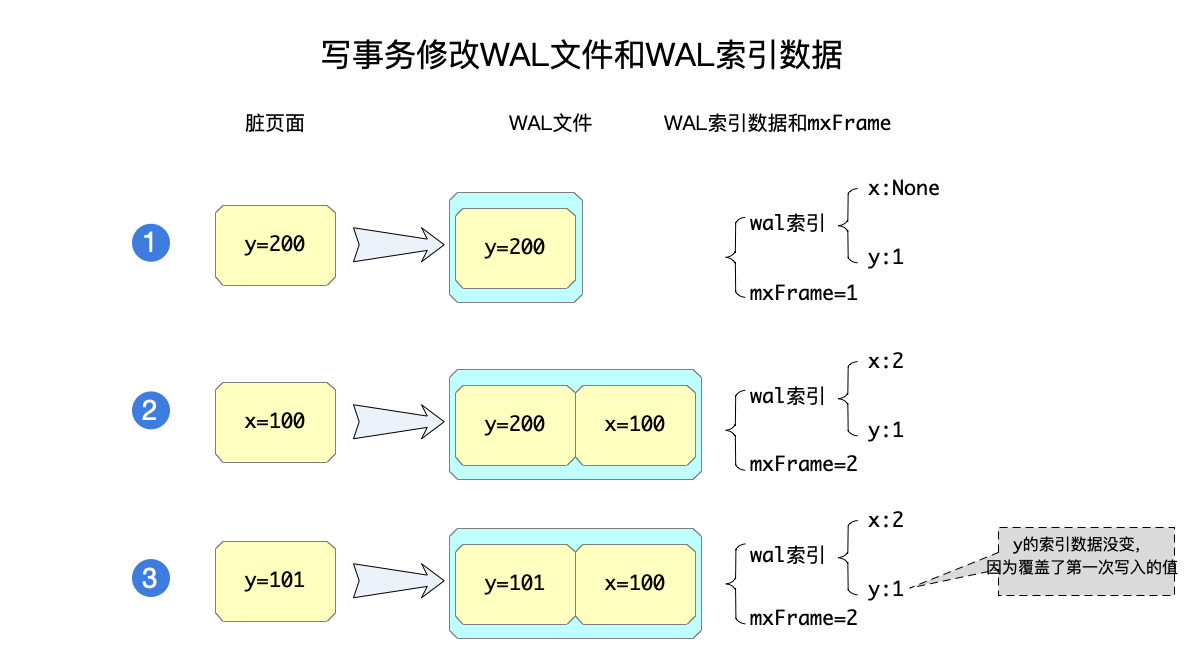 写事务修改WAL文件和WAL索引数据
脏页面
WAL文件
WAL索引数据和mxFrame
1
y=200
y=200
wal索引
x:None
y:1
mxFrame=1
2
x=100
y=200
x=100
wal索引
x:2
y:1
mxFrame=2
3
y=101
y=101
x=100
wal索引
x:2
y:1
mxFrame=2
y的索引数据没变,
因为覆盖了第一次写入的值